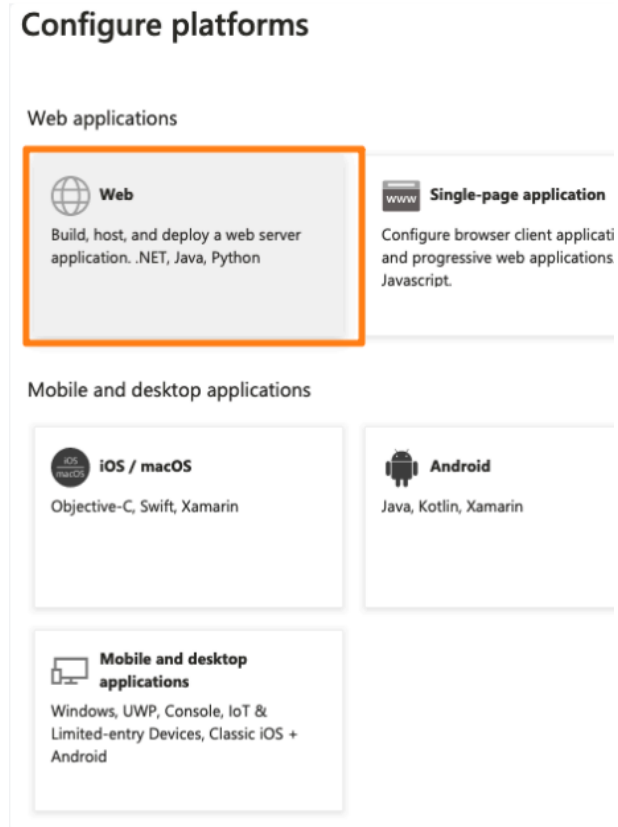 Configure platforms
Web applications
Web
Build, host, and deploy a web server
application. .NET, Java, Python
www
Single-page application
Configure browser client applicati
and progressive web applications.
Javascript.
Mobile and desktop applications
iOS
macOS
iOS / macOS
Objective-C, Swift, Xamarin
Android
Java, Kotlin, Xamarin
Mobile and desktop
applications
Windows, UWP, Console, IoT &
Limited-entry Devices, Classic iOS +
Android